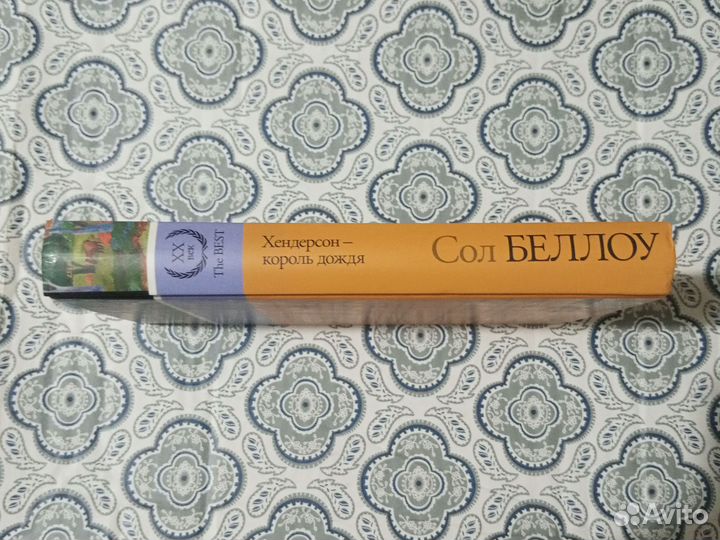 XX
век
The BEST
Хендерсон –
король дождя
Сол БЕЛЛОУ
Avito